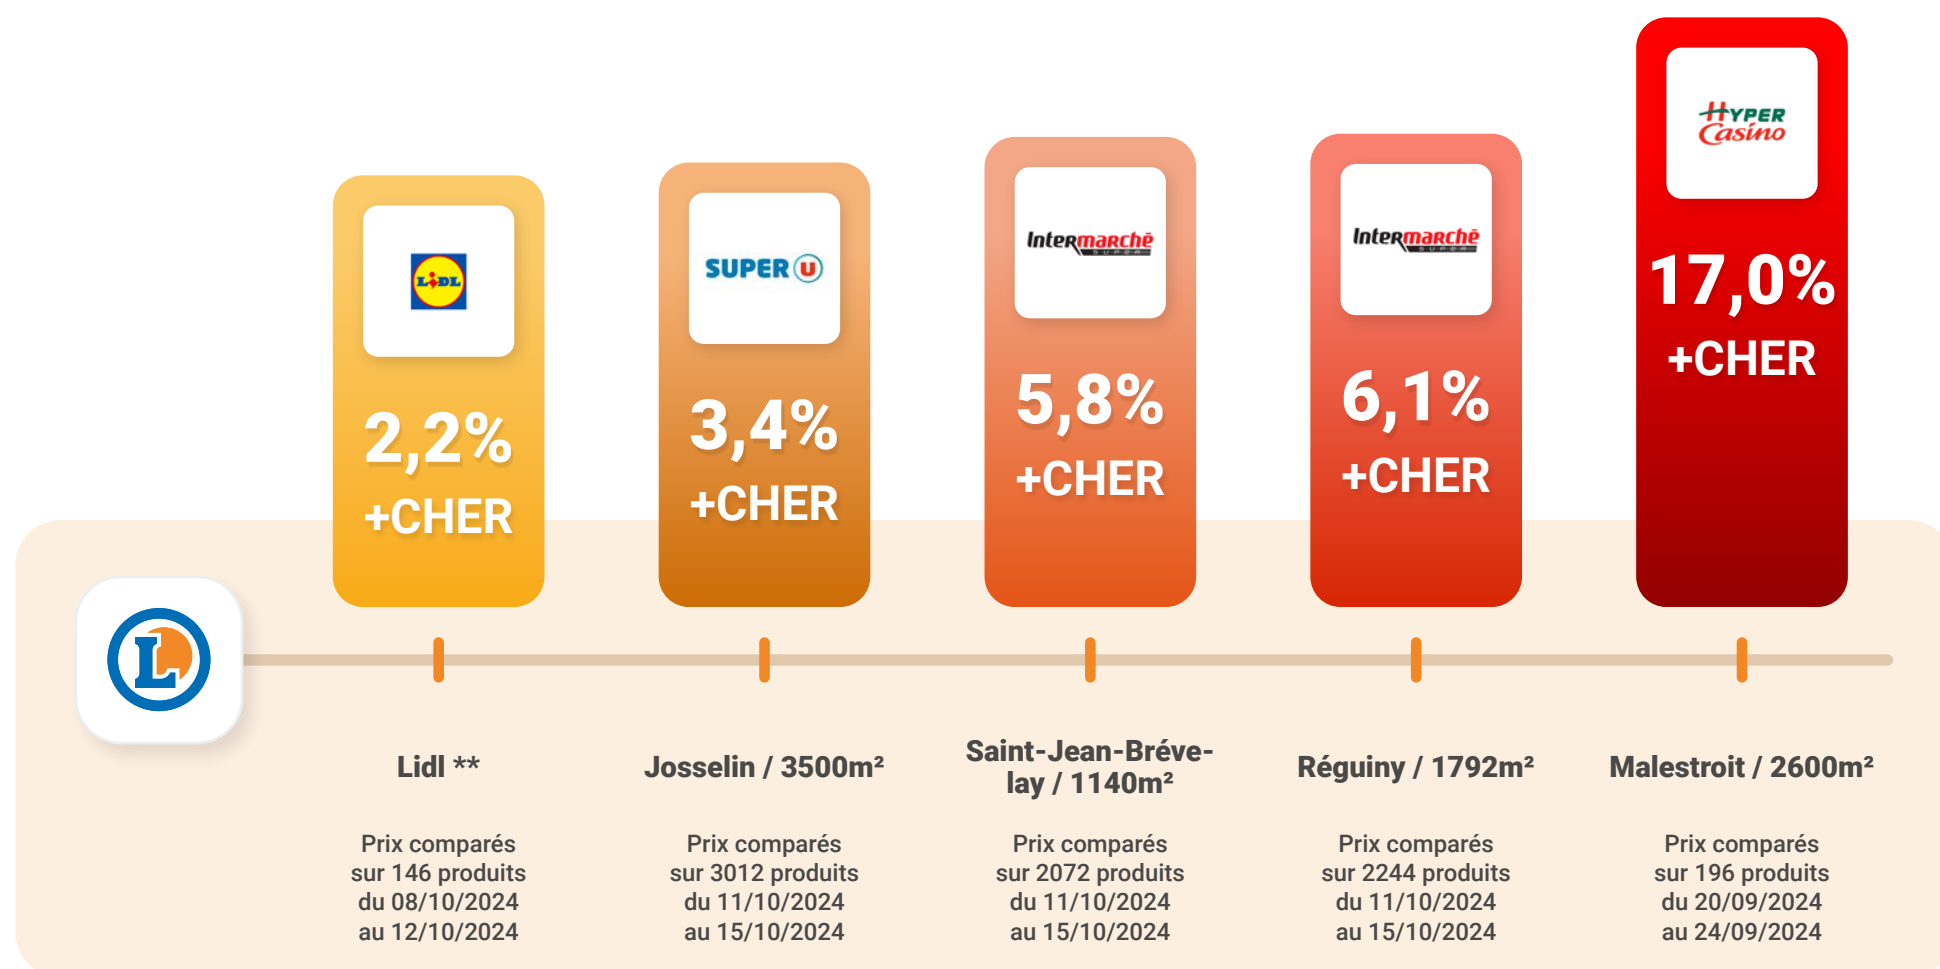 LIDL
2,2%
+CHER
SUPER U
3,4%
+CHER
Intermarchē
SUPER
5,8%
+CHER
Intermarchē
SUPER
6,1%
+CHER
HYPER
Casino
17,0%
+CHER
L
Lidl **
Prix comparés
sur 146 produits
du 08/10/2024
au 12/10/2024
Josselin / 3500m²
Prix comparés
sur 3012 produits
du 11/10/2024
au 15/10/2024
Saint-Jean-Bréve-
lay / 1140m²
Prix comparés
sur 2072 produits
du 11/10/2024
au 15/10/2024
Réguiny / 1792m²
Prix comparés
sur 2244 produits
du 11/10/2024
au 15/10/2024
Malestroit / 2600m²
Prix comparés
sur 196 produits
du 20/09/2024
au 24/09/2024